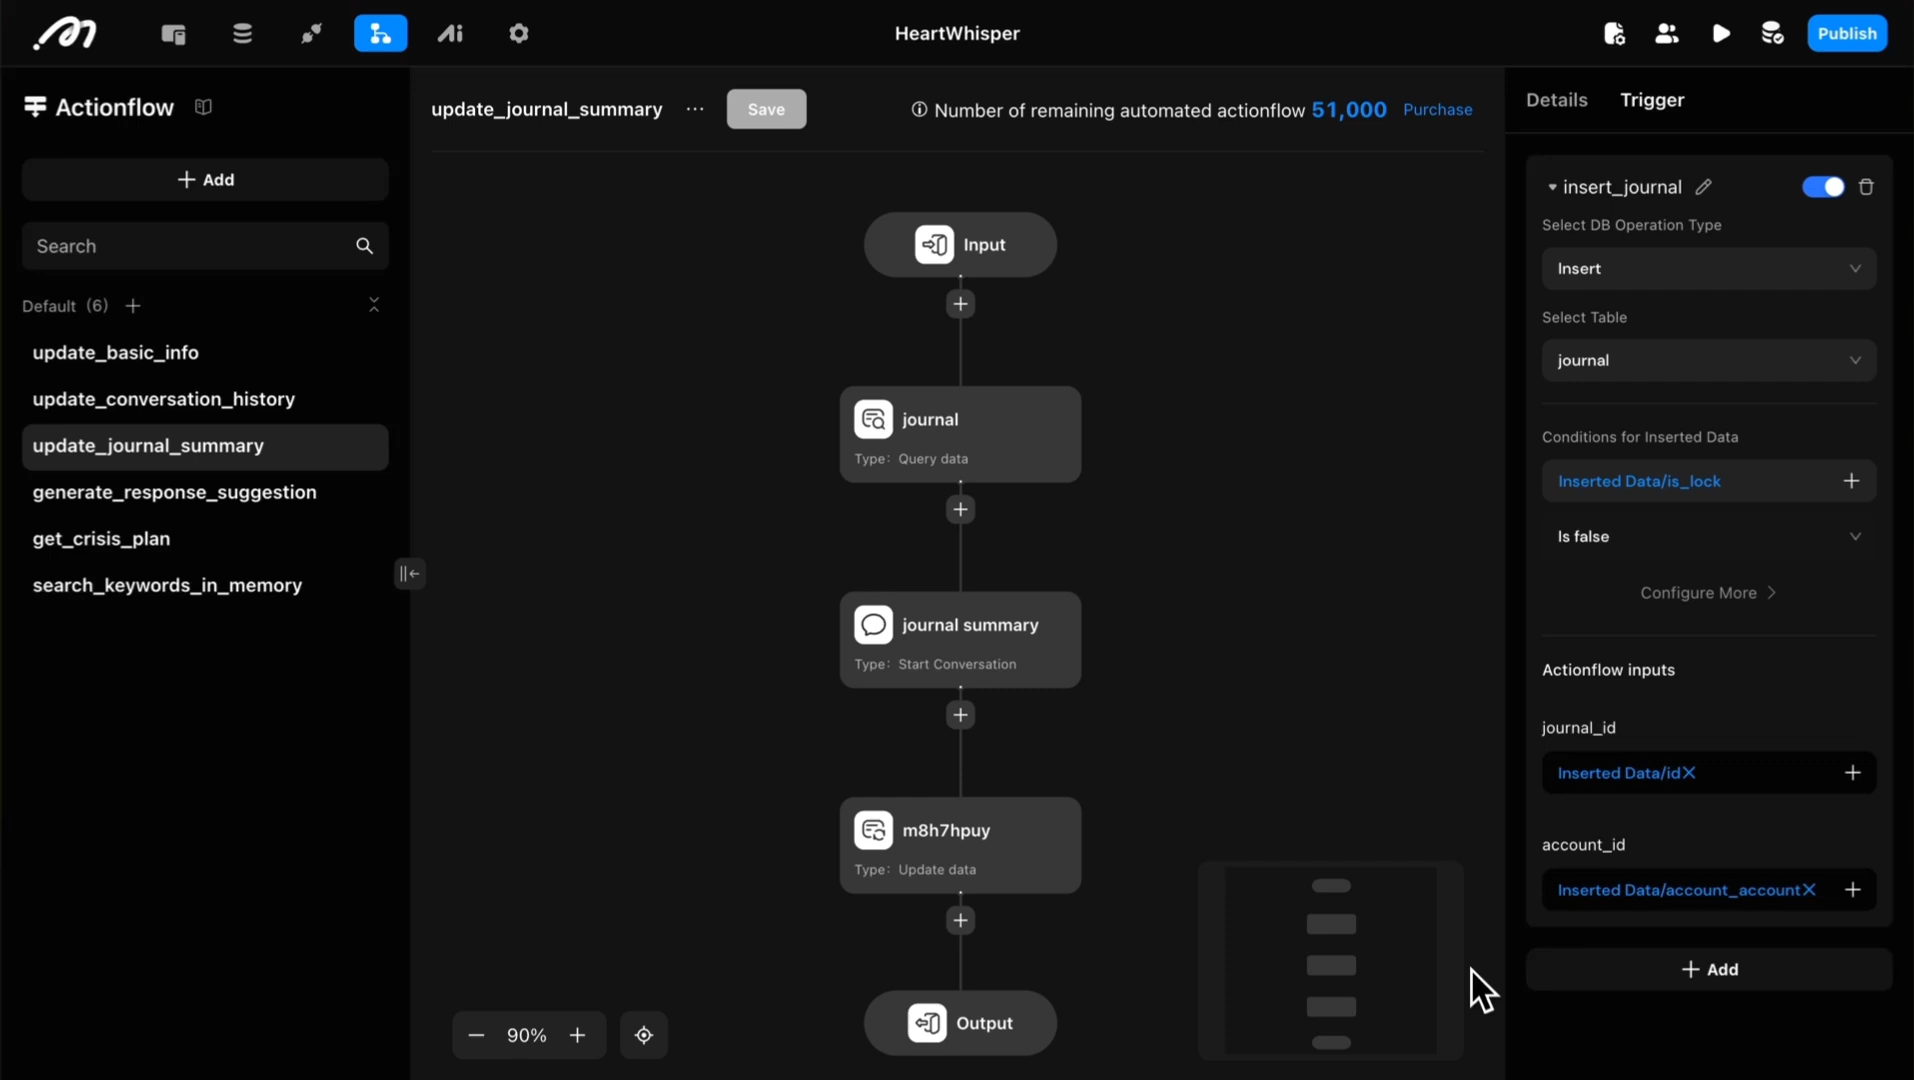 HeartWhisper
Publish
Actionflow
Add
Search
Default (6)
update_basic_info
update_conversation_history
update_journal_summary
generate_response_suggestion
get_crisis_plan
search_keywords_in_memory
update_journal_summary
Save
Number of remaining automated actionflow 51,000 Purchase
Input
journal
Type: Query data
journal summary
Type: Start Conversation
m8h7hpuy
Type: Update data
Output
90%
Details Trigger
insert_journal
Select DB Operation Type
Insert
Select Table
journal
Conditions for Inserted Data
Inserted Data/is_lock
Is false
Configure More
Actionflow inputs
journal_id
Inserted Data/id
account_id
Inserted Data/account_account
Add